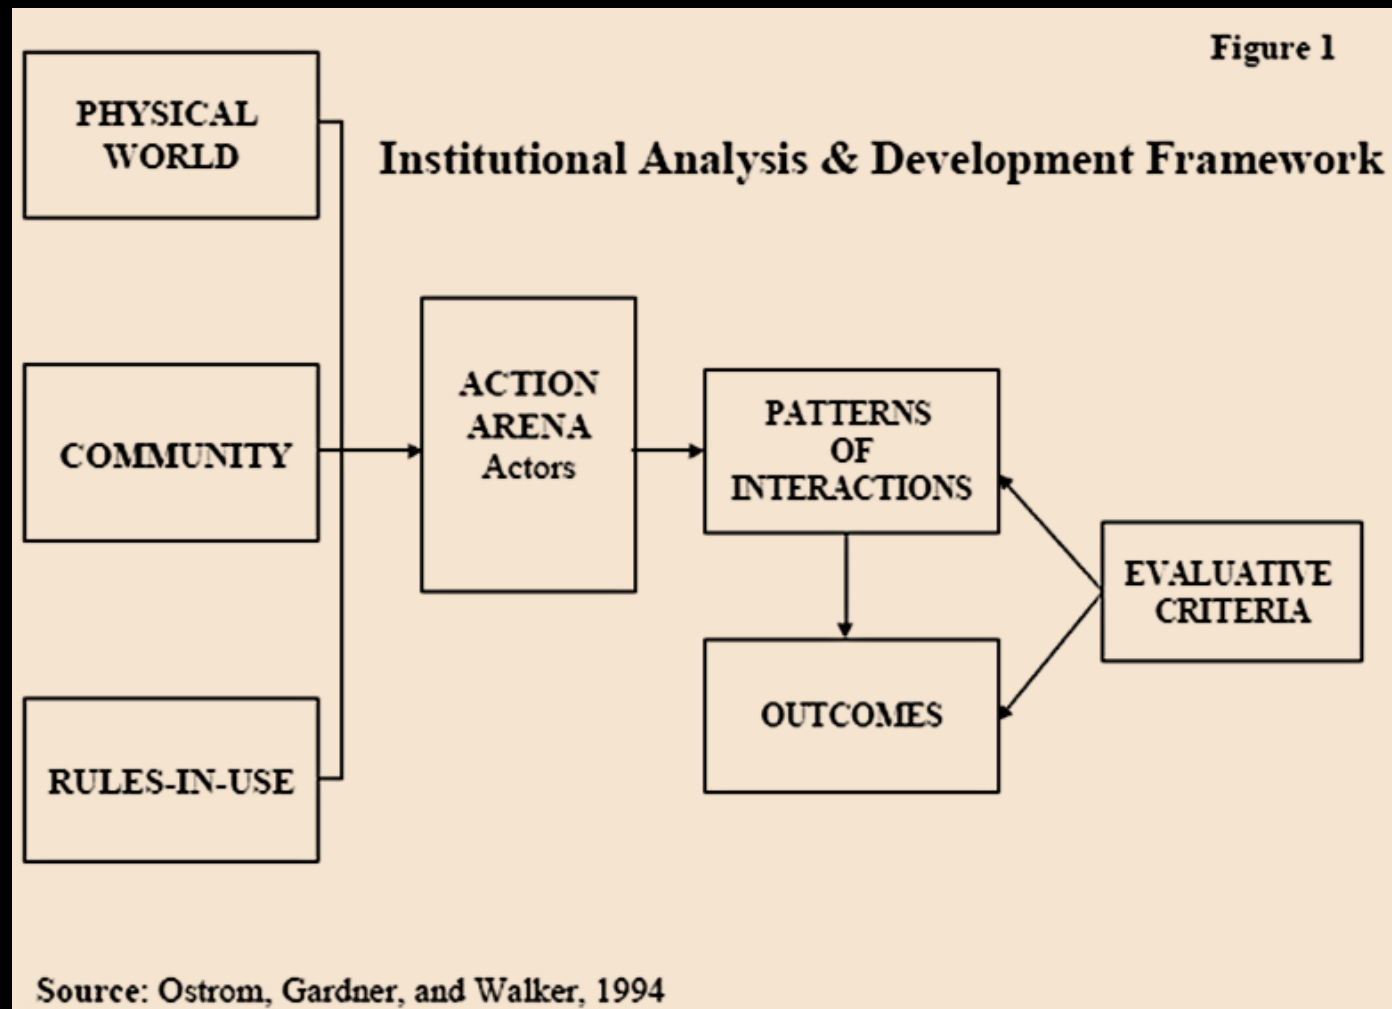 Figure 1
Institutional Analysis & Development Framework
PHYSICAL
WORLD
COMMUNITY
RULES-IN-USE
ACTION
ARENA
Actors
PATTERNS
OF
INTERACTIONS
OUTCOMES
EVALUATIVE
CRITERIA
Source: Ostrom, Gardner, and Walker, 1994